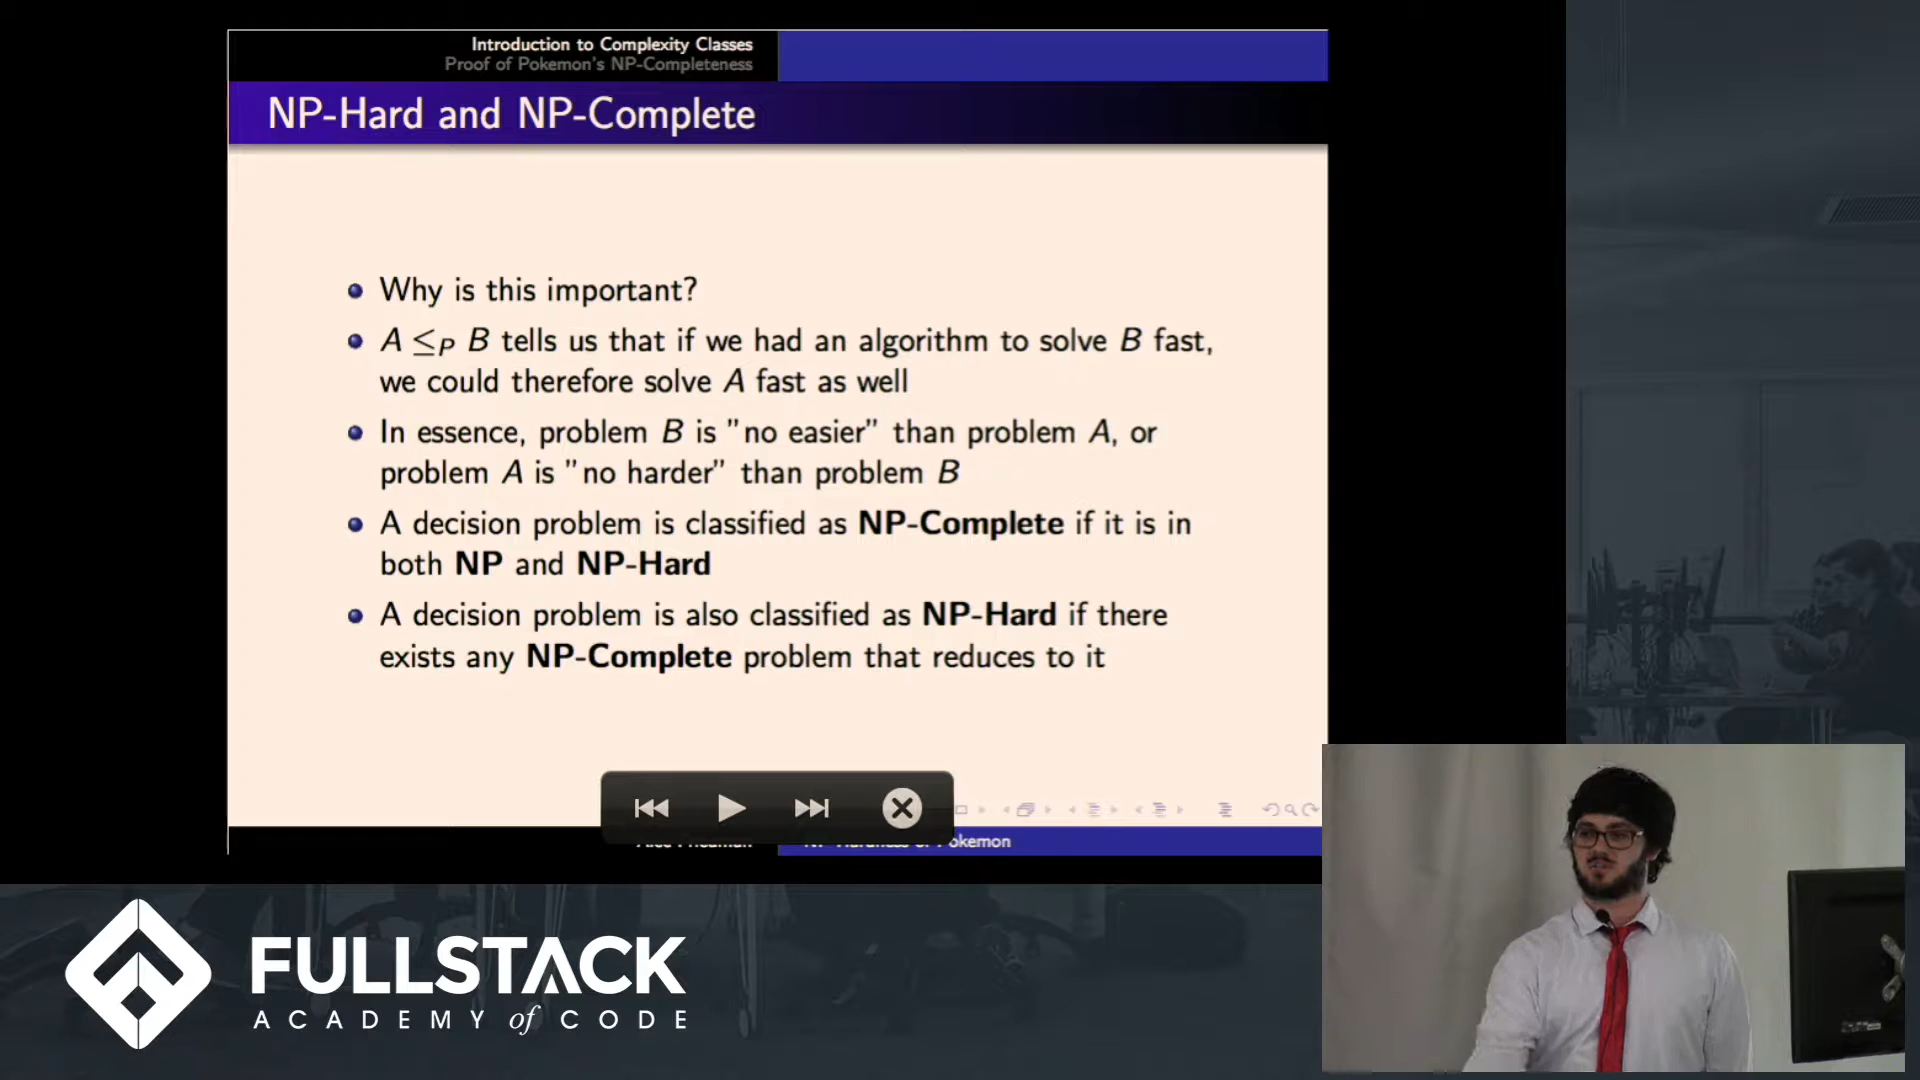 Introduction to Complexity Classes
Proof of Pokemon's NP-Completeness
NP-Hard and NP-Complete
Why is this important?
A ≤P B tells us that if we had an algorithm to solve B fast,
we could therefore solve A fast as well
In essence, problem B is ”no easier” than problem A, or
problem A is ”no harder” than problem B
A decision problem is classified as NP-Complete if it is in
both NP and NP-Hard
A decision problem is also classified as NP-Hard if there
exists any NP-Complete problem that reduces to it
FULLSTACK
ACADEMY of CODE